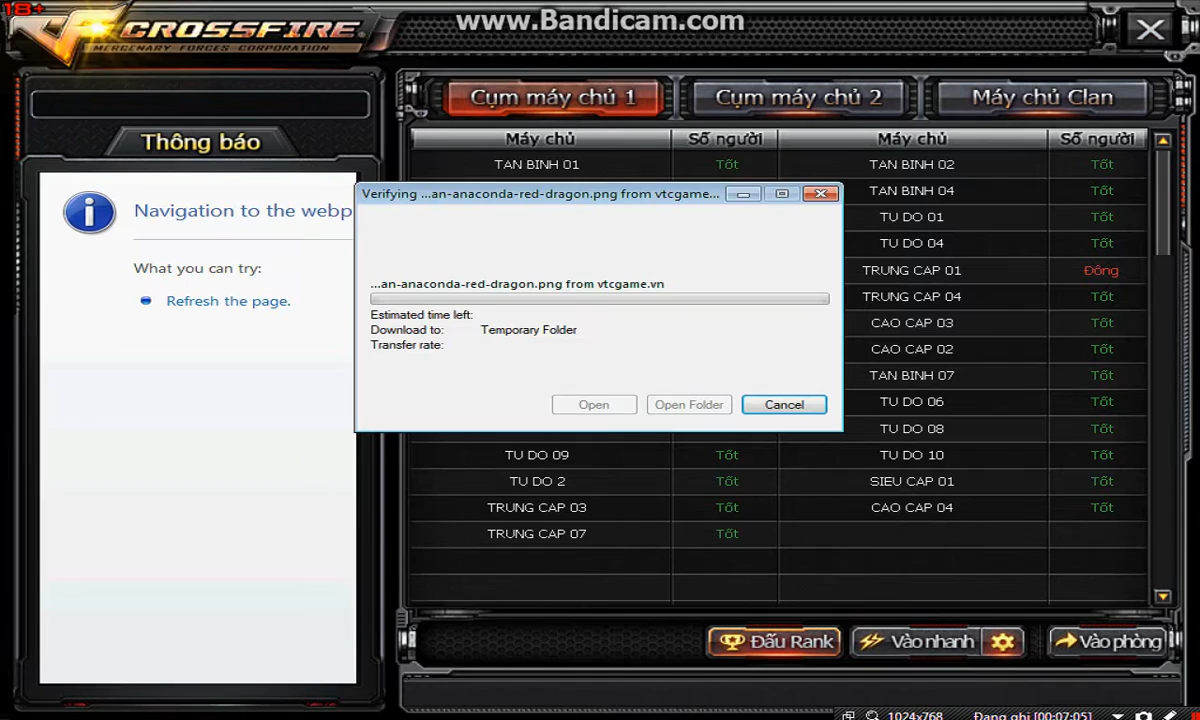 18+
CROSSFIRE
MERCENARY FORCES CORPORATION
www.Bandicam.com
Cụm máy chủ 1
Cụm máy chủ 2
Máy chủ Clan
Thông báo
Máy chủ Số người Máy chủ Số người
TAN BINH 01 Tốt TAN BINH 02 Tốt
TAN BINH 04 Tốt
TU DO 01 Tốt
TU DO 04 Tốt
TRUNG CAP 01 Đông
TRUNG CAP 04 Tốt
CAO CAP 03 Tốt
CAO CAP 02 Tốt
TAN BINH 07 Tốt
TU DO 06 Tốt
TU DO 08 Tốt
TU DO 09 Tốt TU DO 10 Tốt
TU DO 2 Tốt SIEU CAP 01 Tốt
TRUNG CAP 03 Tốt CAO CAP 04 Tốt
TRUNG CAP 07 Tốt
Navigation to the webp
What you can try:
Refresh the page.
Verifying ...an-anaconda-red-dragon.png from vtcgame...
...an-anaconda-red-dragon.png from vtcgame.vn
Estimated time left:
Download to: Temporary Folder
Transfer rate:
Open
Open Folder
Cancel
Đấu Rank
Vào nhanh
Vào phòng
1024x768 Đang ghi [00:07:05]